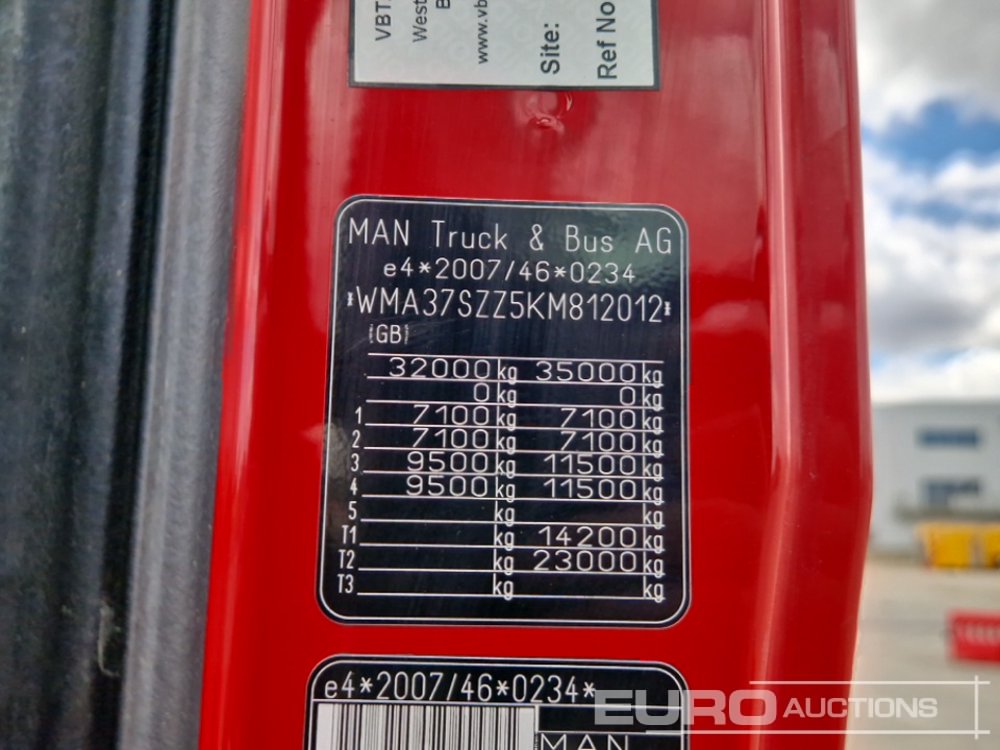 VBT
West
B
www.vb
Site:
Ref No
MAN Truck & Bus AG
e4*2007/46*0234
*WMA37SZZ5KM812012*
(GB)
32000 kg 35000 kg
0 kg 0 kg
1 7100 kg 7100 kg
2 7100 kg 7100 kg
3 9500 kg 11500 kg
4 9500 kg 11500 kg
5 kg kg
T1 kg 14200 kg
T2 kg 23000 kg
T3 kg kg
e4*2007/46*0234*
MAN
EURO AUCTIONS